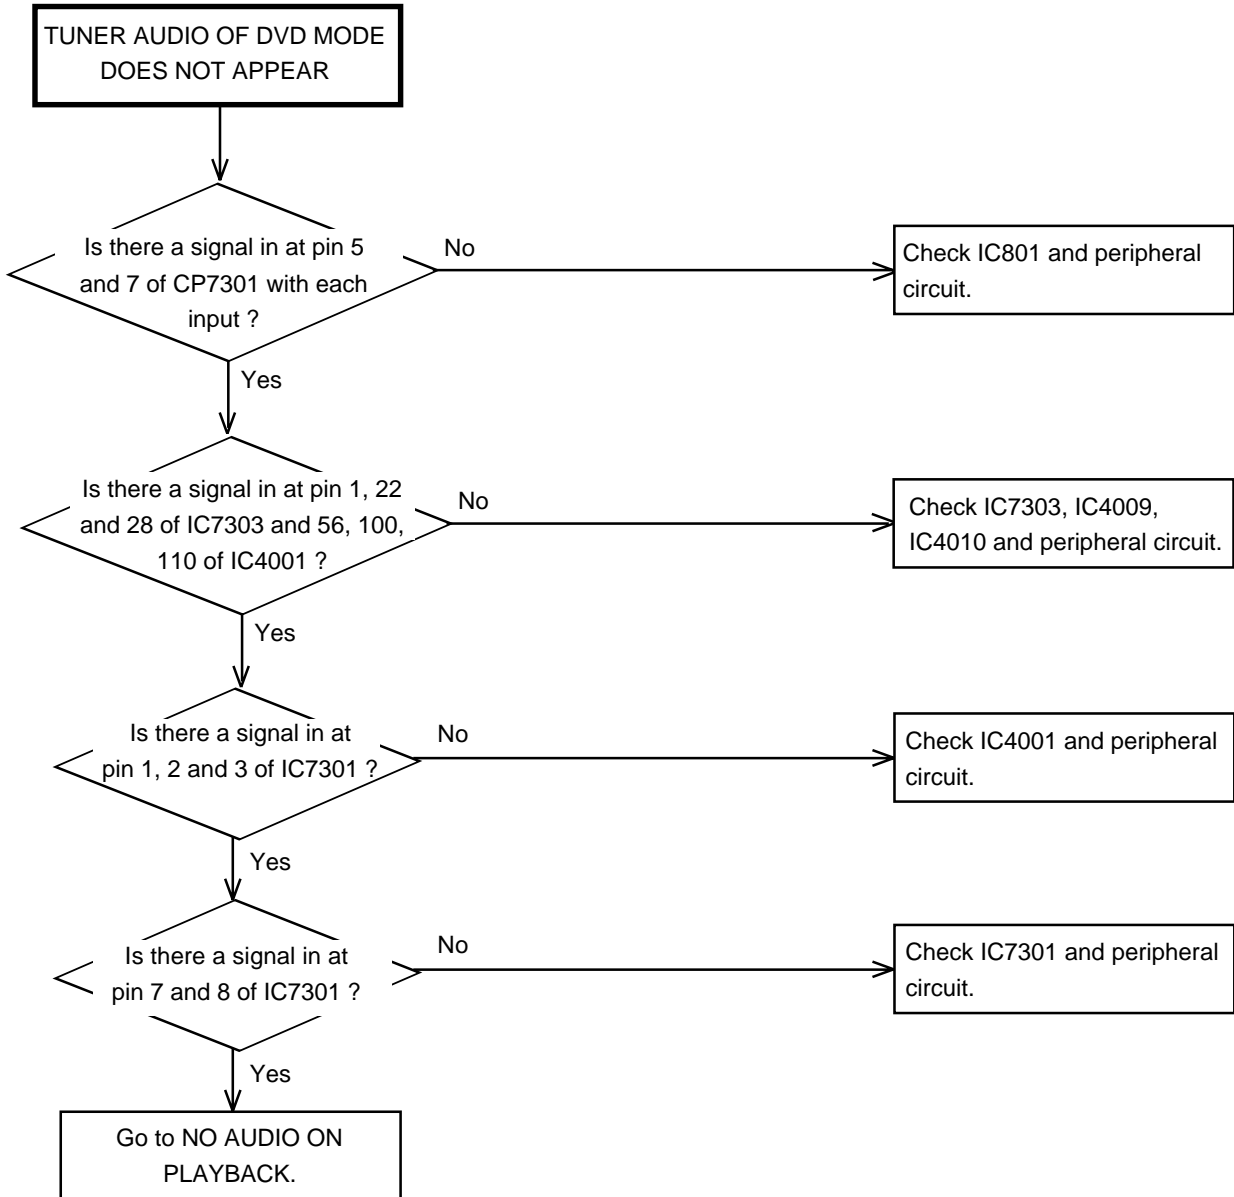 TUNER AUDIO OF DVD MODE
DOES NOT APPEAR
Is there a signal in at pin 5
and 7 of CP7301 with each
input ?
No
Check IC801 and peripheral
circuit.
Yes
Is there a signal in at pin 1, 22
and 28 of IC7303 and 56, 100,
110 of IC4001 ?
No
Check IC7303, IC4009,
IC4010 and peripheral circuit.
Yes
Is there a signal in at
pin 1, 2 and 3 of IC7301 ?
No
Check IC4001 and peripheral
circuit.
Yes
Is there a signal in at
pin 7 and 8 of IC7301 ?
No
Check IC7301 and peripheral
circuit.
Yes
Go to NO AUDIO ON
PLAYBACK.